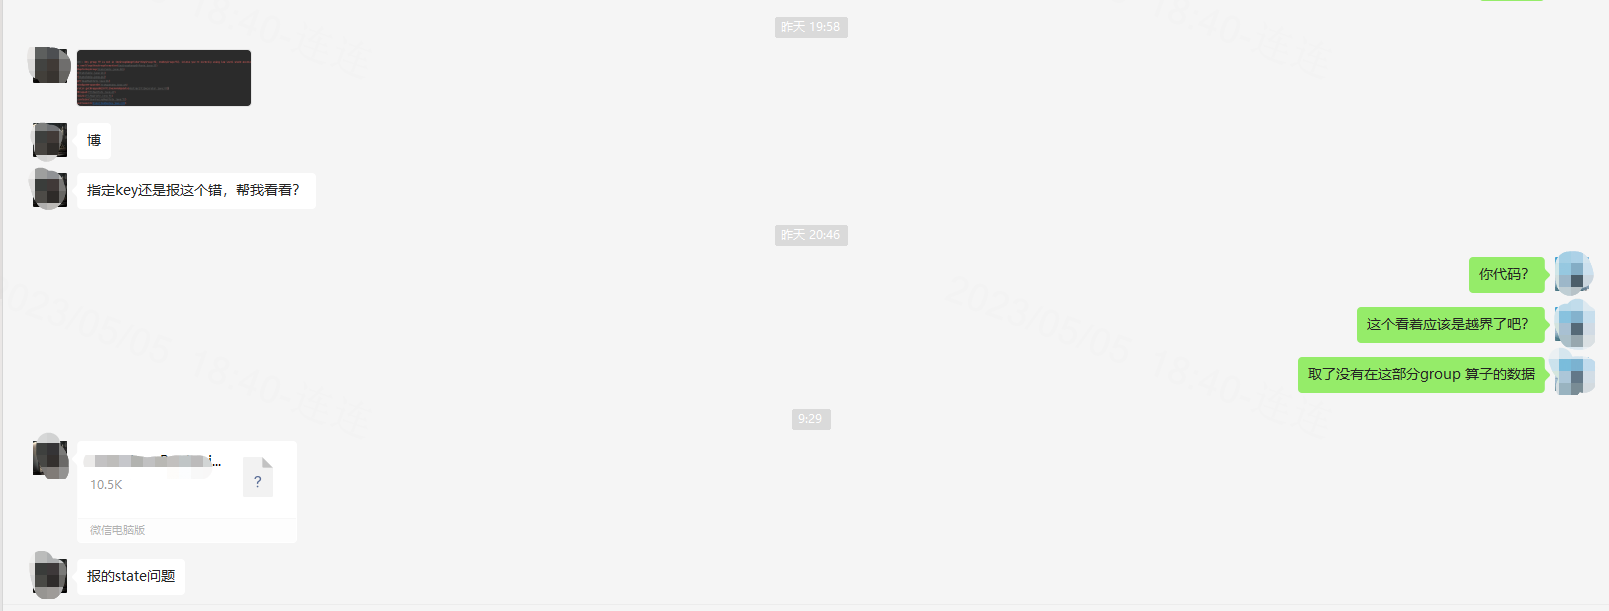 昨天 19:58
博
指定key还是报这个错，帮我看看？
昨天 20:46
你代码？
这个看着应该是越界了吧？
取了没有在这部分group 算子的数据
9:29
10.5K
?
微信电脑版
报的state问题
2023/05/05 18:40